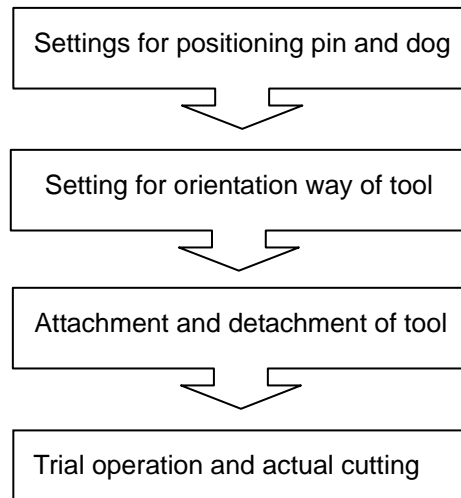 Settings for positioning pin and dog
Setting for orientation way of tool
Attachment and detachment of tool
Trial operation and actual cutting